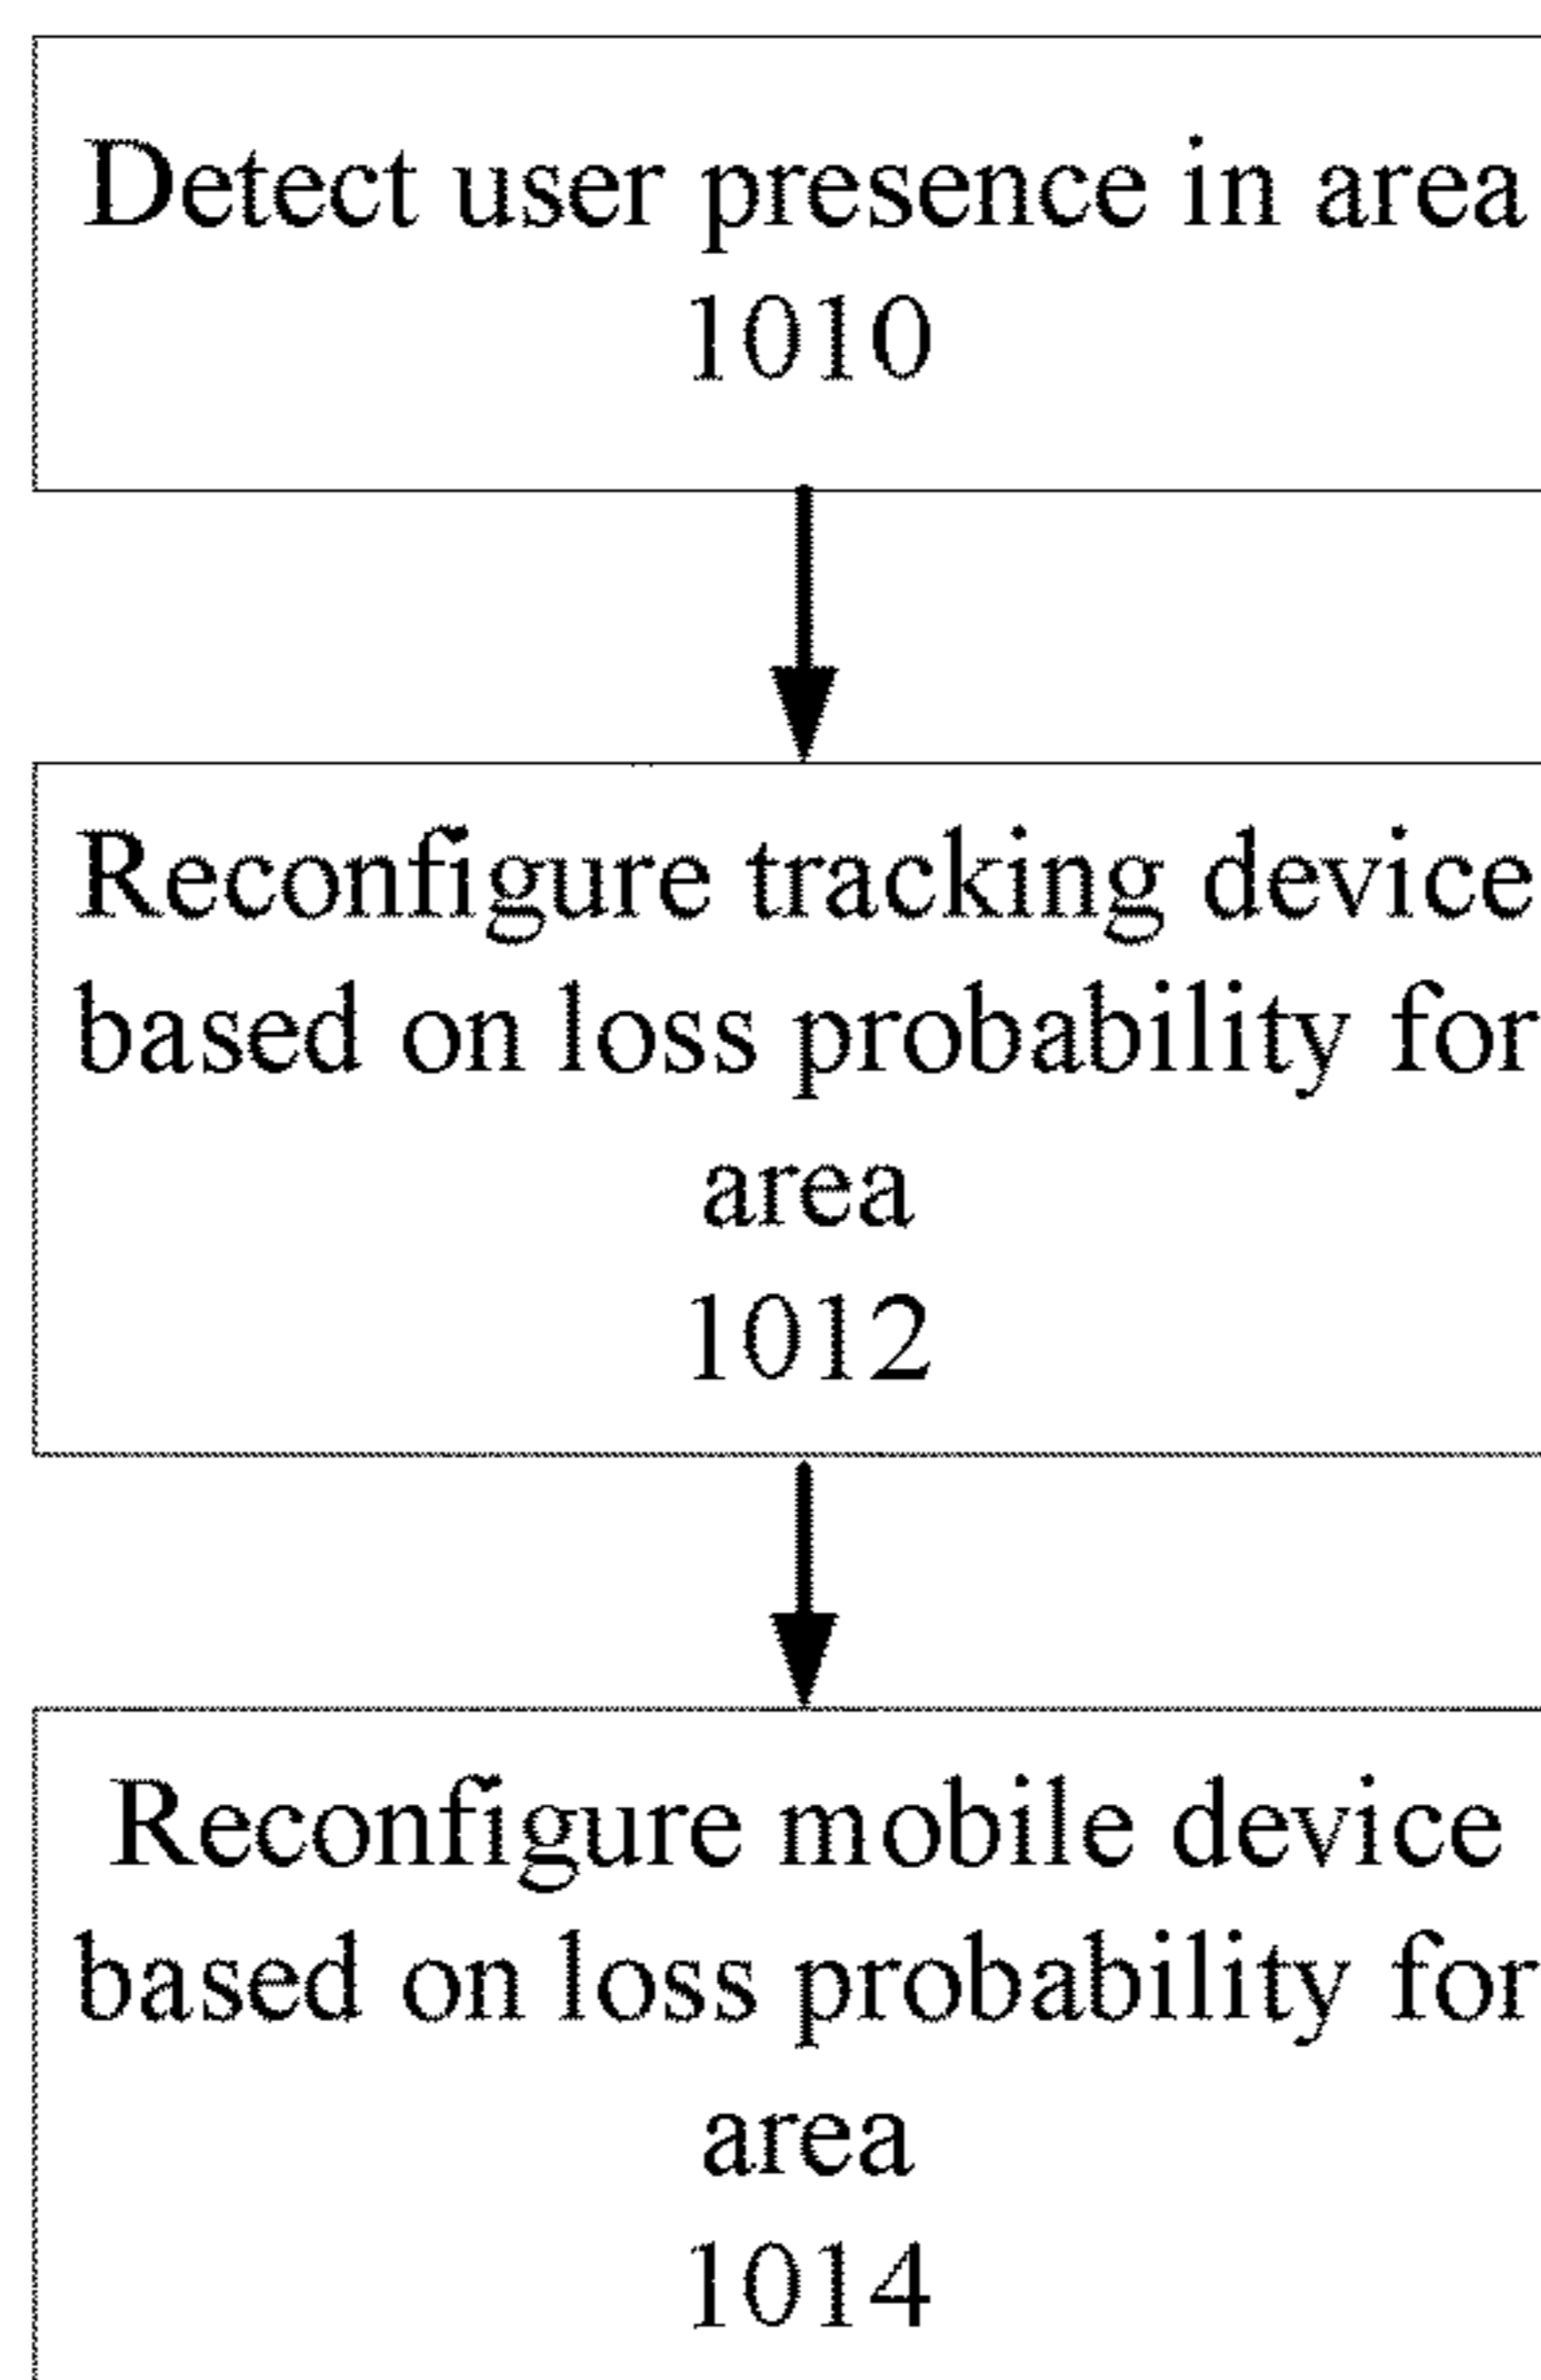 Detect user presence in area
1010
Reconfigure tracking device
based on loss probability for
area
1012
Reconfigure mobile device
based on loss probability for
area
1014